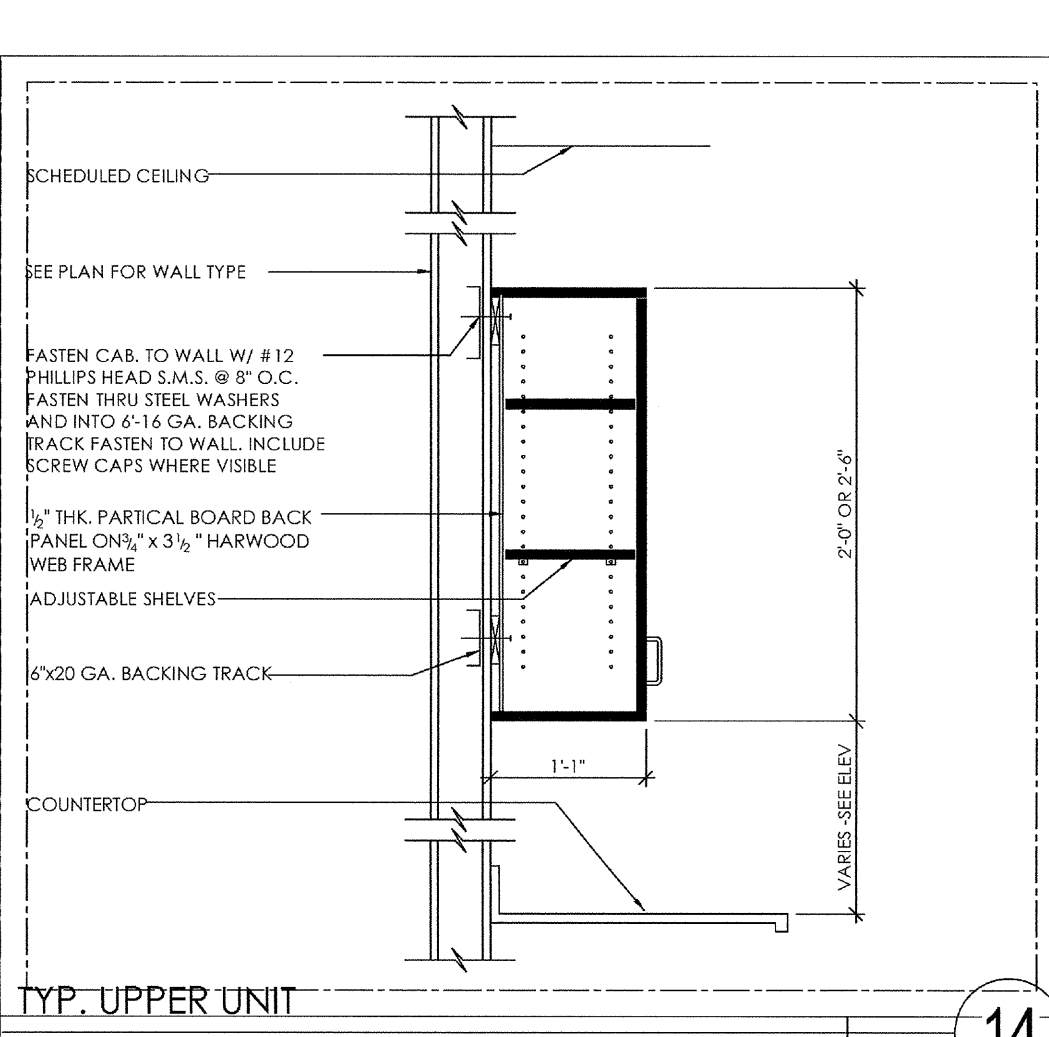 SCHEDULED CEILING
SEE PLAN FOR WALL TYPE
FASTEN CAB. TO WALL W/ #12
PHILLIPS HEAD S.M.S. @ 8" O.C.
FASTEN THRU STEEL WASHERS
AND INTO 6'-16 GA. BACKING
TRACK FASTEN TO WALL. INCLUDE
SCREW CAPS WHERE VISIBLE
½" THK. PARTICAL BOARD BACK
PANEL ON¾" x 3½" HARWOOD
WEB FRAME
ADJUSTABLE SHELVES
6"x20 GA. BACKING TRACK
COUNTERTOP
2'-0" OR 2'-6"
1'-1"
VARIES -SEE ELEV
TYP. UPPER UNIT
14